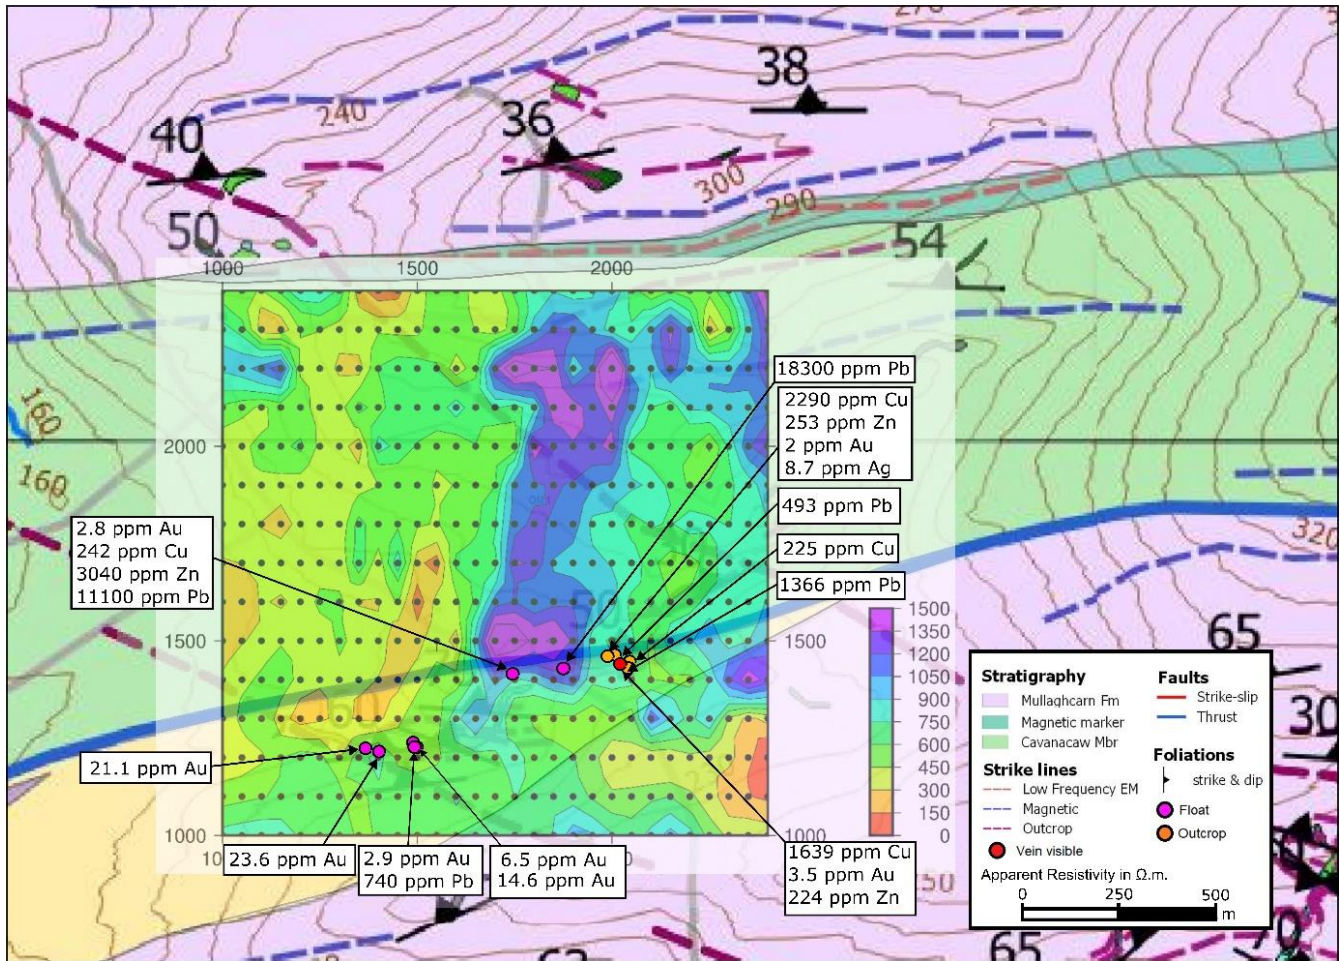 270
38
240
36
40
300
290
50
54
1000
1500
2000
18300 ppm Pb
2290 ppm Cu
253 ppm Zn
2 ppm Au
8.7 ppm Ag
160
2000
160
493 ppm Pb
2.8 ppm Au
242 ppm Cu
3040 ppm Zn
11100 ppm Pb
320
225 ppm Cu
1366 ppm Pb
50
1500
1500
1500
1350
1200
1050
900
750
600
450
300
150
0
65
60
30
21.1 ppm Au
1000
1000
23.6 ppm Au
2.9 ppm Au
740 ppm Pb
6.5 ppm Au
14.6 ppm Au
1639 ppm Cu
3.5 ppm Au
224 ppm Zn
Stratigraphy
Mullaghcarn Fm
Magnetic marker
Cavanacaw Mbr
Faults
Strike-slip
Thrust
Strike lines
Low Frequency EM
Magnetic
Outcrop
Vein visible
Foliations
strike & dip
Float
Outcrop
Apparent Resistivity in Ω.m.
0 250 500
m
70
62
65